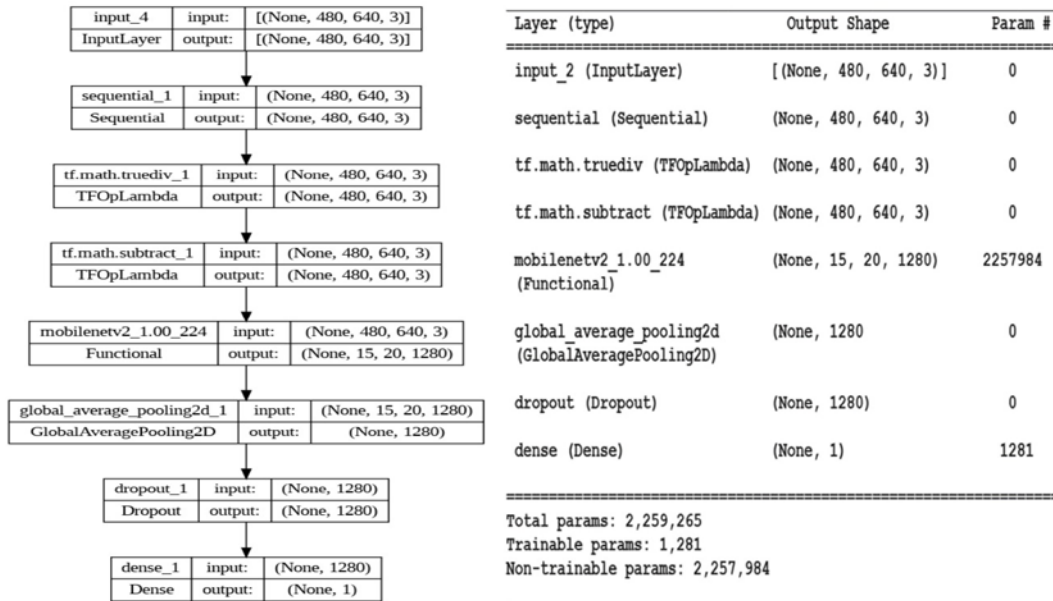 input_4 input: [(None, 480, 640, 3)]
InputLayer output: [(None, 480, 640, 3)]
sequential_1 input: (None, 480, 640, 3)
Sequential output: (None, 480, 640, 3)
tf.math.truediv_1 input: (None, 480, 640, 3)
TFOpLambda output: (None, 480, 640, 3)
tf.math.subtract_1 input: (None, 480, 640, 3)
TFOpLambda output: (None, 480, 640, 3)
mobilenetv2_1.00_224 input: (None, 480, 640, 3)
Functional output: (None, 15, 20, 1280)
global_average_pooling2d_1 input: (None, 15, 20, 1280)
GlobalAveragePooling2D output: (None, 1280)
dropout_1 input: (None, 1280)
Dropout output: (None, 1280)
dense_1 input: (None, 1280)
Dense output: (None, 1)
Layer (type) Output Shape Param #
input_2 (InputLayer) [(None, 480, 640, 3)] 0
sequential (Sequential) (None, 480, 640, 3) 0
tf.math.truediv (TFOpLambda) (None, 480, 640, 3) 0
tf.math.subtract (TFOpLambda) (None, 480, 640, 3) 0
mobilenetv2_1.00_224 (None, 15, 20, 1280) 2257984
(Functional)
global_average_pooling2d (None, 1280 0
(GlobalAveragePooling2D)
dropout (Dropout) (None, 1280) 0
dense (Dense) (None, 1) 1281
Total params: 2,259,265
Trainable params: 1,281
Non-trainable params: 2,257,984